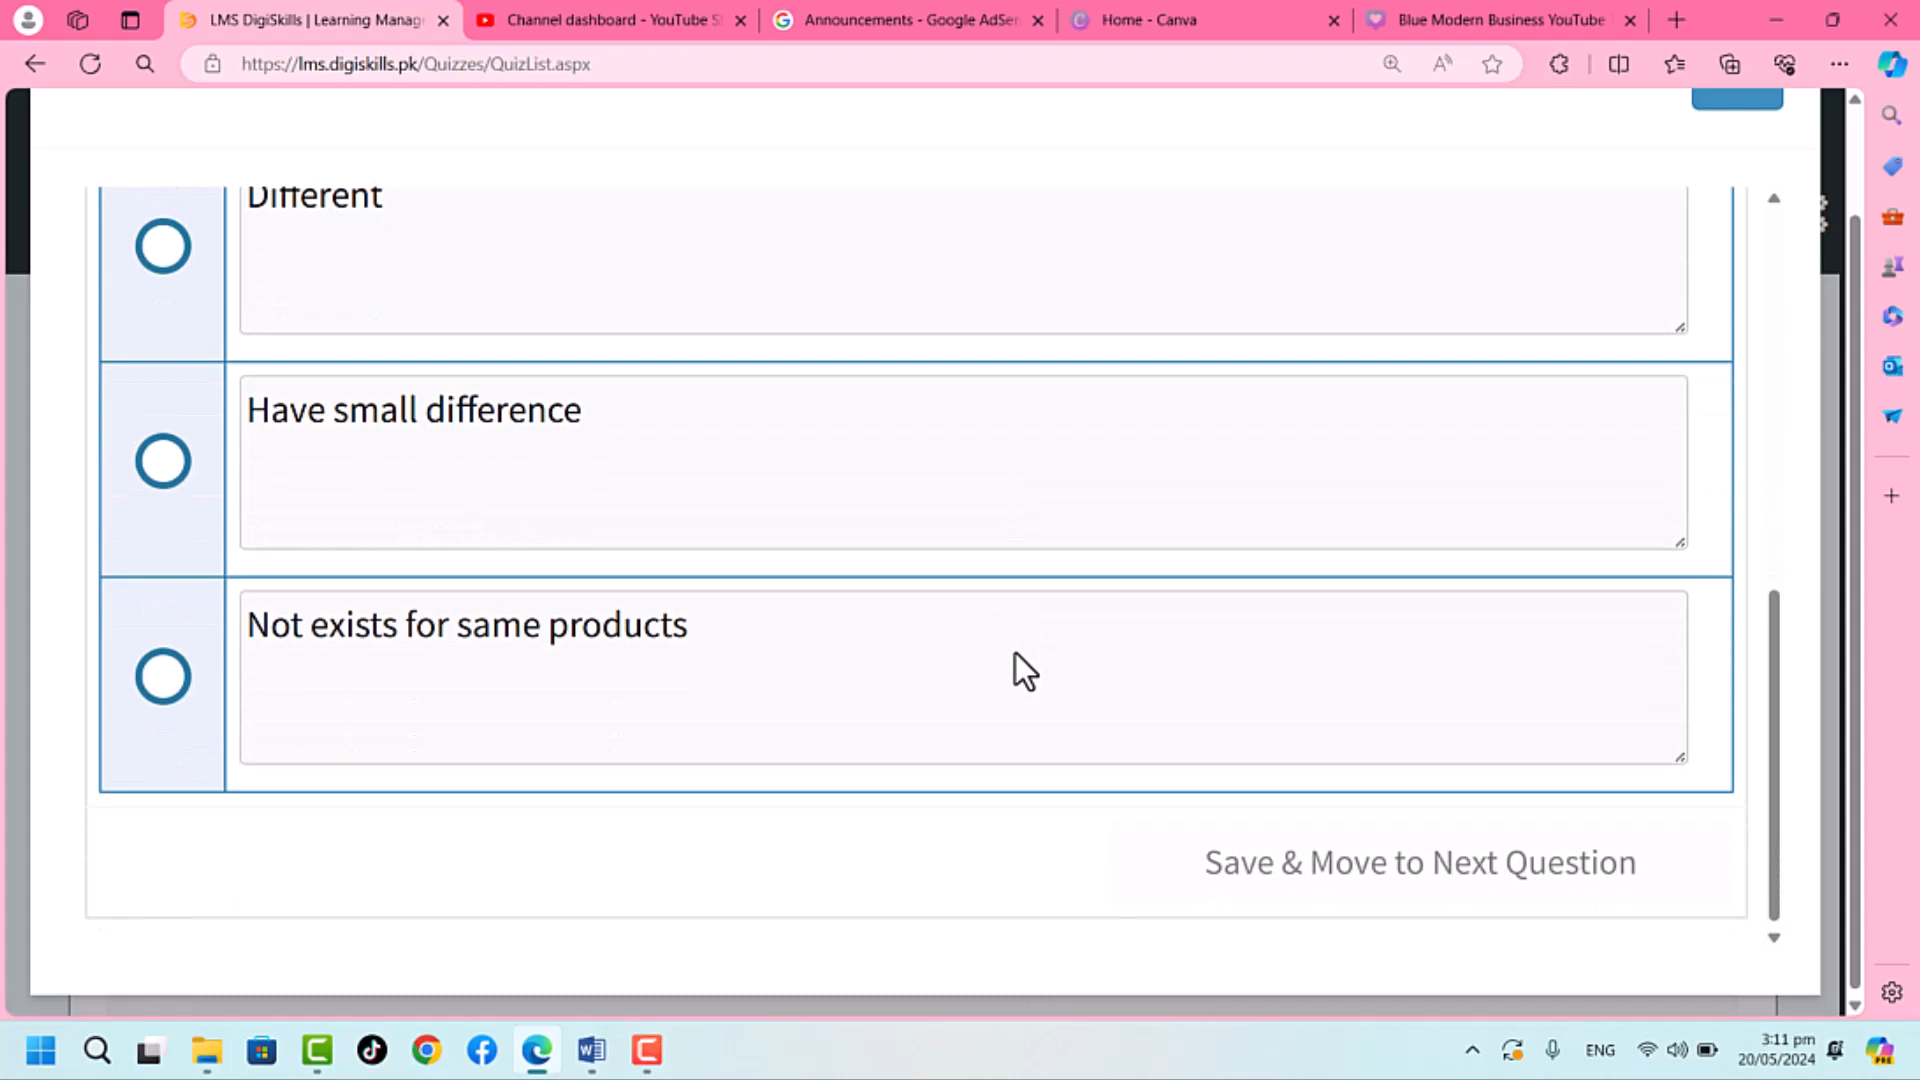 LMS DigiSkills | Learning Manag
Channel dashboard - YouTube S
Announcements - Google AdSen
Home - Canva
Blue Modern Business YouTube
https://lms.digiskills.pk/Quizzes/QuizList.aspx
Different
Have small difference
Not exists for same products
Save & Move to Next Question
ENG
3:11 pm
20/05/2024
PRE